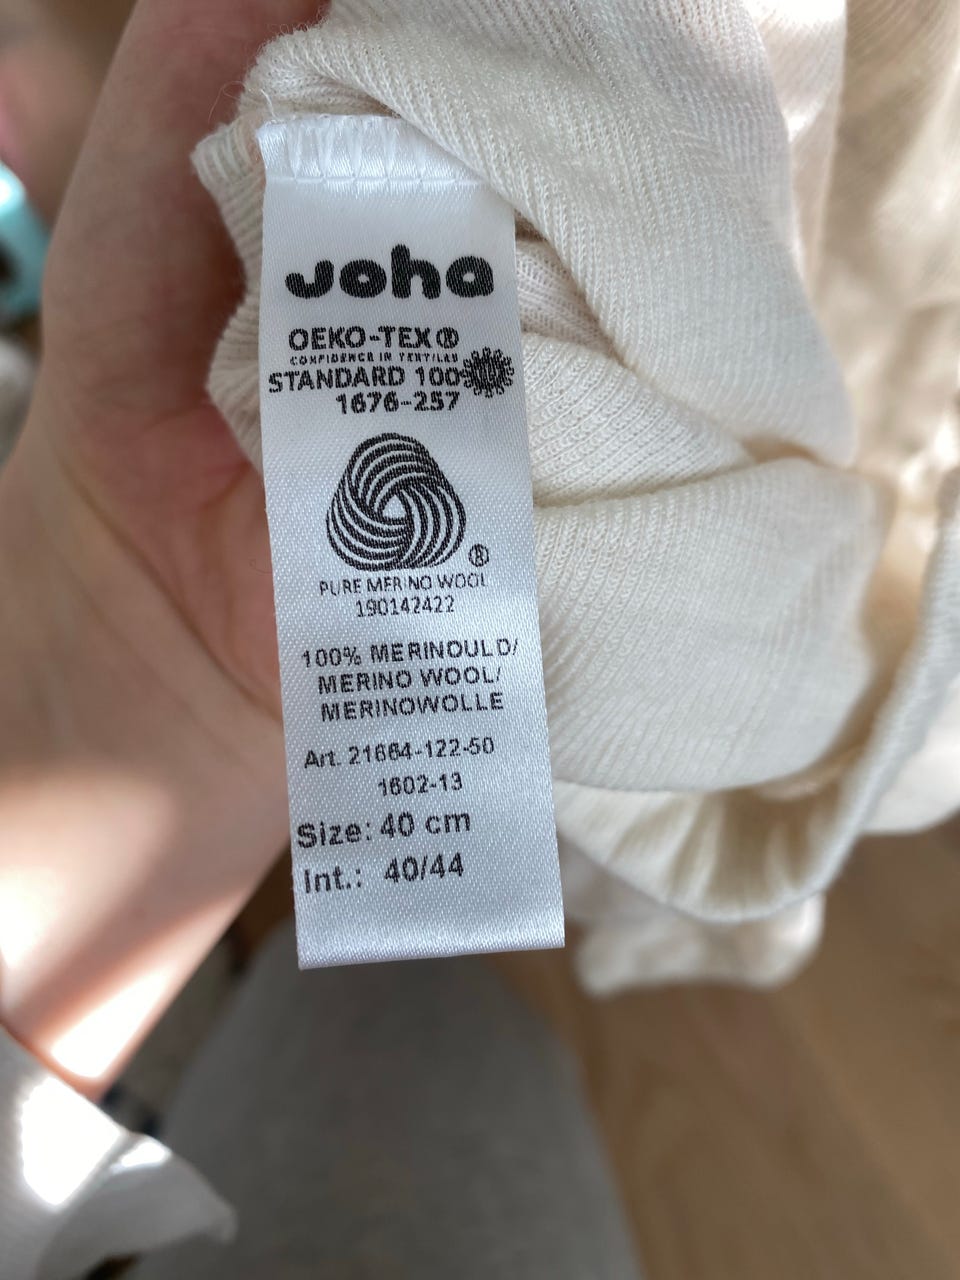 Joha
OEKO-TEX®
CONFIDENCE IN TEXTILES
STANDARD 100
1676-257
®
PURE MERINO WOOL
190142422
100% MERINOULD/
MERINO WOOL/
MERINOWOLLE
Art. 21664-122-50
1602-13
Size: 40 cm
Int.: 40/44